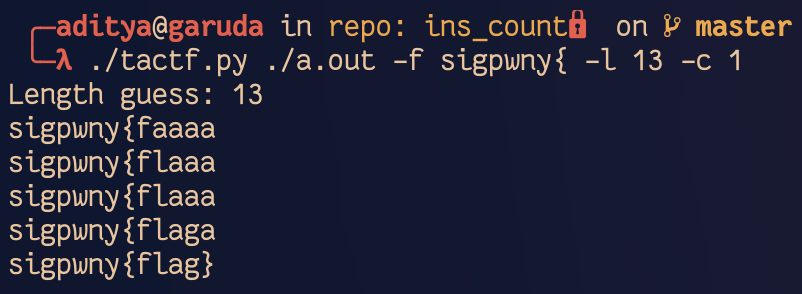 aditya@garuda in repo: ins_count on master
λ ./tactf.py ./a.out -f sigpwny{ -l 13 -c 1
Length guess: 13
sigpwny{faaaa
sigpwny{flaaa
sigpwny{flaaa
sigpwny{flaga
sigpwny{flag}